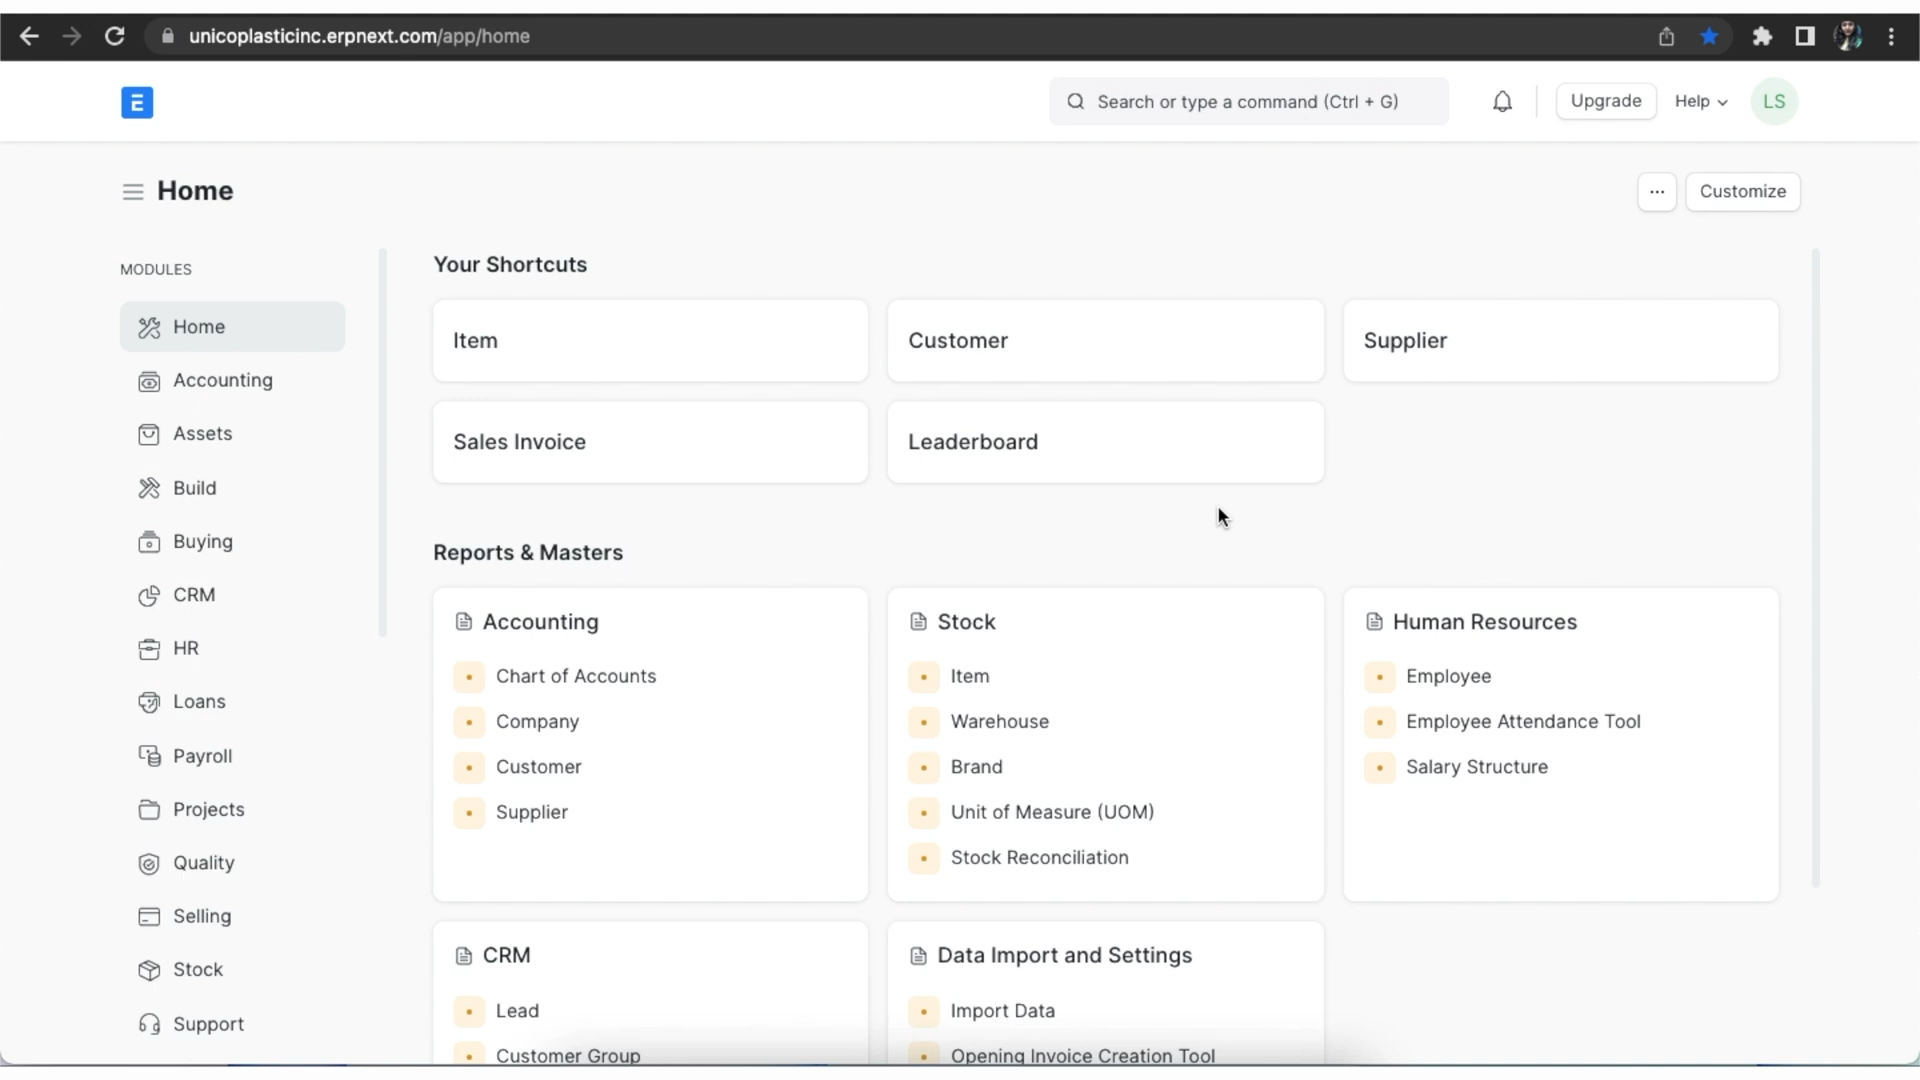 unicoplasticinc.erpnext.com/app/home
E
Search or type a command (Ctrl + G)
Upgrade
Help
LS
Home
Customize
MODULES
Home
Accounting
Assets
Build
Buying
CRM
HR
Loans
Payroll
Projects
Quality
Selling
Stock
Support
Your Shortcuts
Item
Customer
Supplier
Sales Invoice
Leaderboard
Reports & Masters
Accounting
Chart of Accounts
Company
Customer
Supplier
Stock
Item
Warehouse
Brand
Unit of Measure (UOM)
Stock Reconciliation
Human Resources
Employee
Employee Attendance Tool
Salary Structure
CRM
Lead
Customer Group
Data Import and Settings
Import Data
Opening Invoice Creation Tool